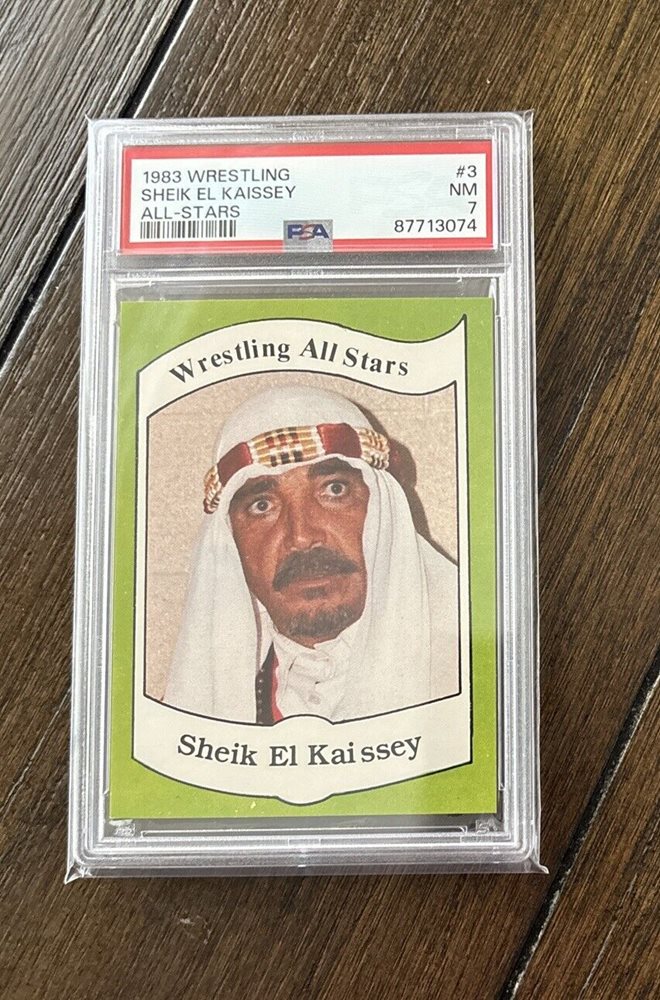 1983 WRESTLING #3
SHEIK EL KAISSEY NM
ALL-STARS 7
PSA 87713074
Wrestling All Stars
Sheik El Kaissey